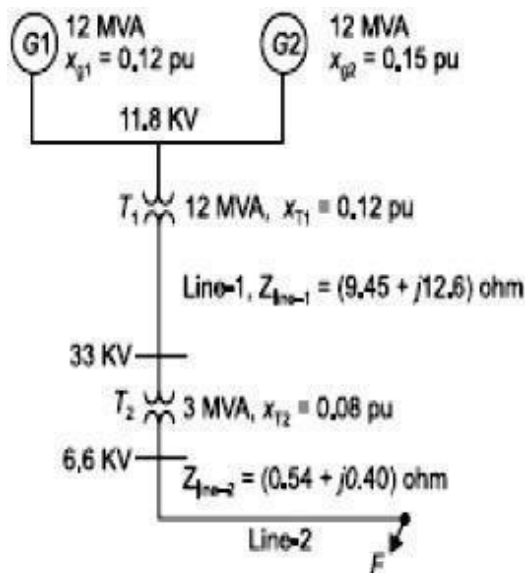 G1
12 MVA
x_g1 = 0.12 pu
G2
12 MVA
x_g2 = 0.15 pu
11.8 KV
T_1
12 MVA, x_T1 = 0.12 pu
Line-1, Z_line-1 = (9.45 + j12.6) ohm
33 KV
T_2
3 MVA, x_T2 = 0.08 pu
6.6 KV
Z_line-2 = (0.54 + j0.40) ohm
Line-2
F